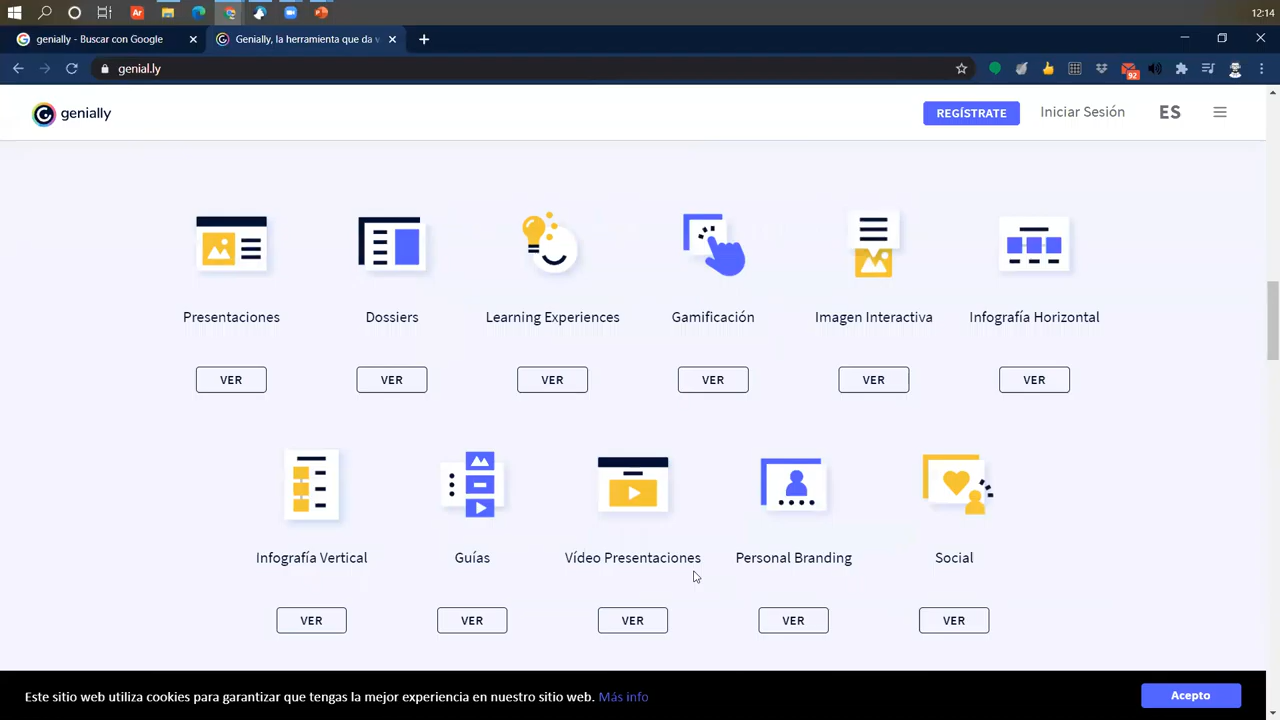 12:14
genially - Buscar con Google
Genially, la herramienta que da v
genial.ly
92
genially
REGÍSTRATE
Iniciar Sesión
ES
Presentaciones
Dossiers
Learning Experiences
Gamificación
Imagen Interactiva
Infografía Horizontal
VER
VER
VER
VER
VER
VER
Infografía Vertical
Guías
Vídeo Presentaciones
Personal Branding
Social
VER
VER
VER
VER
VER
Este sitio web utiliza cookies para garantizar que tengas la mejor experiencia en nuestro sitio web. Más info
Acepto